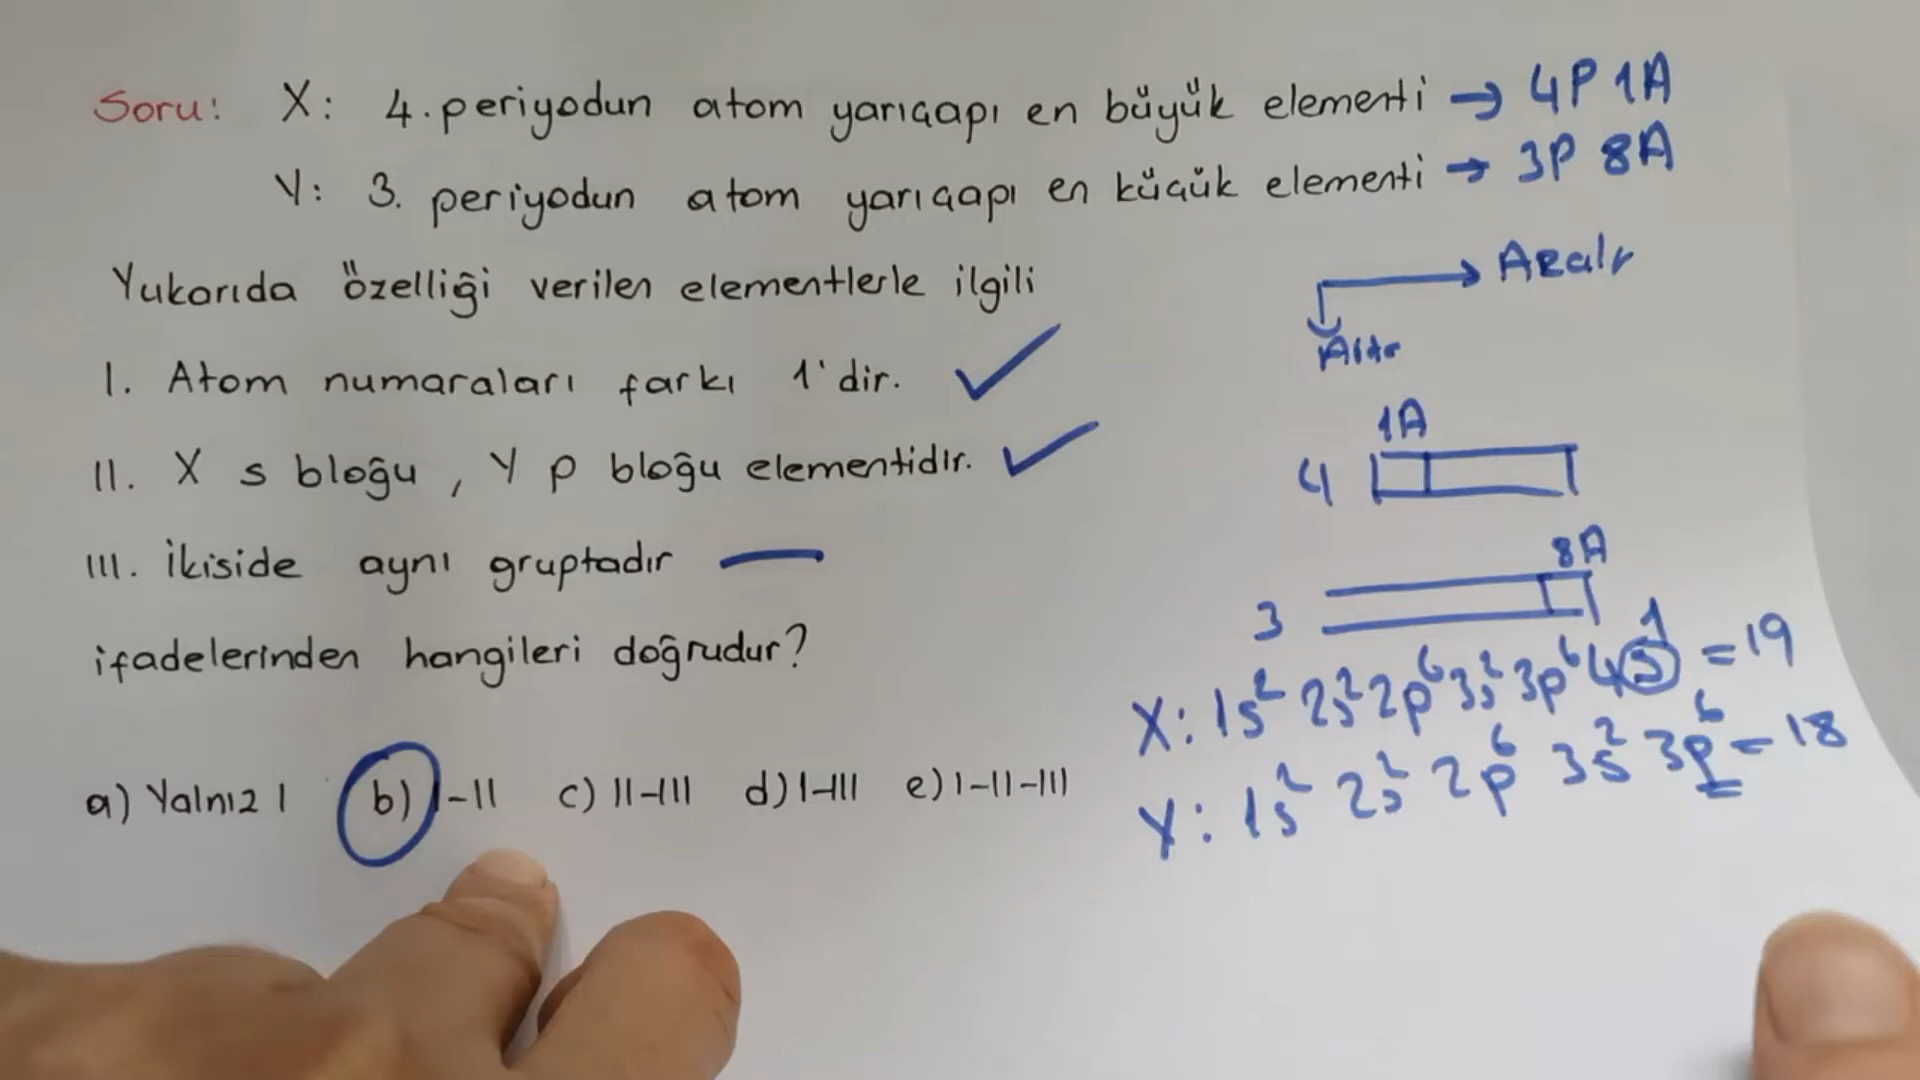 Soru: X: 4. periyodun atom yarıçapı en büyük elementi → 4P 1A
Y: 3. periyodun atom yarıçapı en küçük elementi → 3P 8A
Yukarıda özelliği verilen elementlerle ilgili
→ Azalır
Artar
I. Atom numaraları farkı 1'dir. ✓
1A
II. X s bloğu, Y p bloğu elementidir. ✓
4
8A
III. İkiside aynı gruptadır —
3
ifadelerinden hangileri doğrudur?
X: 1s² 2s² 2p⁶ 3s² 3p⁶ 4s¹ = 19
Y: 1s² 2s² 2p⁶ 3s² 3p⁶ = 18
a) Yalnız I b) I-II c) II-III d) I-III e) I-II-III